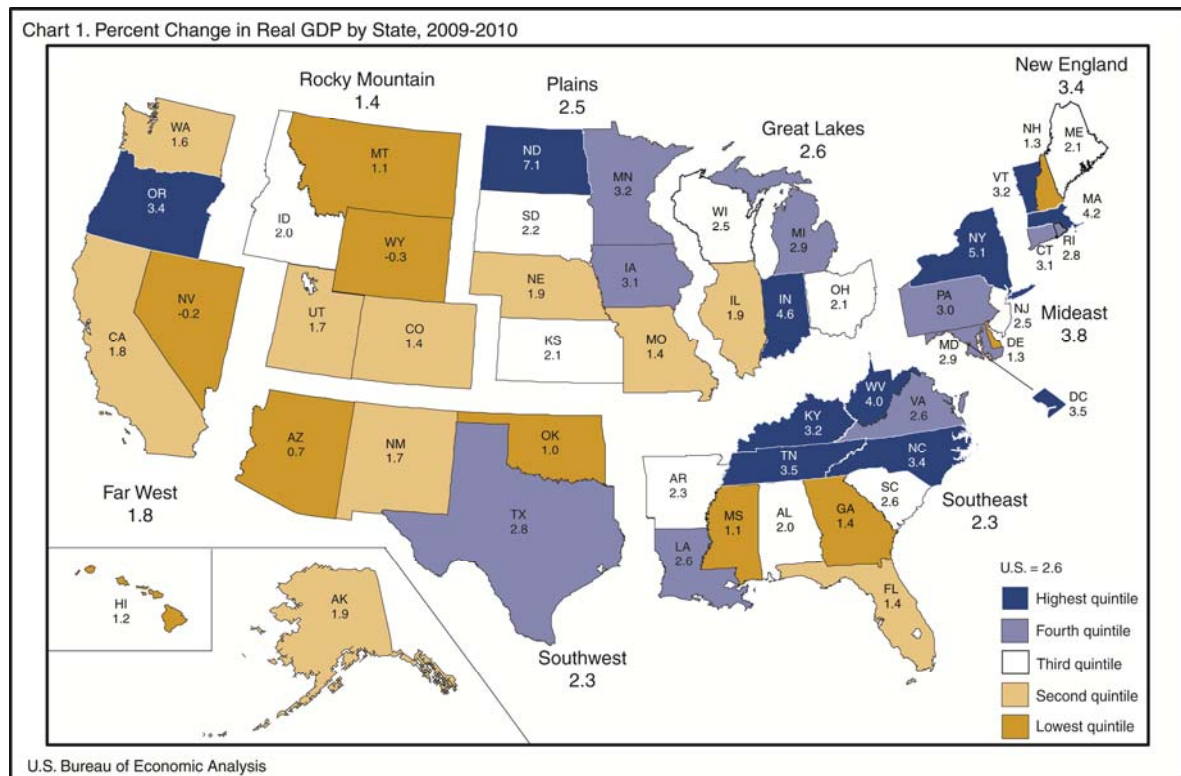 Chart 1. Percent Change in Real GDP by State, 2009-2010
Rocky Mountain
1.4
Plains
2.5
Great Lakes
2.6
New England
3.4
WA
1.6
OR
3.4
ID
2.0
MT
1.1
WY
-0.3
NV
-0.2
CA
1.8
UT
1.7
CO
1.4
ND
7.1
SD
2.2
NE
1.9
KS
2.1
MN
3.2
IA
3.1
MO
1.4
WI
2.5
IL
1.9
MI
2.9
IN
4.6
OH
2.1
NH
1.3
ME
2.1
VT
3.2
MA
4.2
NY
5.1
RI
2.8
CT
3.1
PA
3.0
NJ
2.5
MD
2.9
DE
1.3
Mideast
3.8
DC
3.5
WV
4.0
VA
2.6
KY
3.2
TN
3.5
NC
3.4
SC
2.6
AR
2.3
LA
2.6
MS
1.1
AL
2.0
GA
1.4
FL
1.4
Southeast
2.3
AZ
0.7
NM
1.7
OK
1.0
TX
2.8
Far West
1.8
Southwest
2.3
HI
1.2
AK
1.9
U.S. = 2.6
Highest quintile
Fourth quintile
Third quintile
Second quintile
Lowest quintile
U.S. Bureau of Economic Analysis